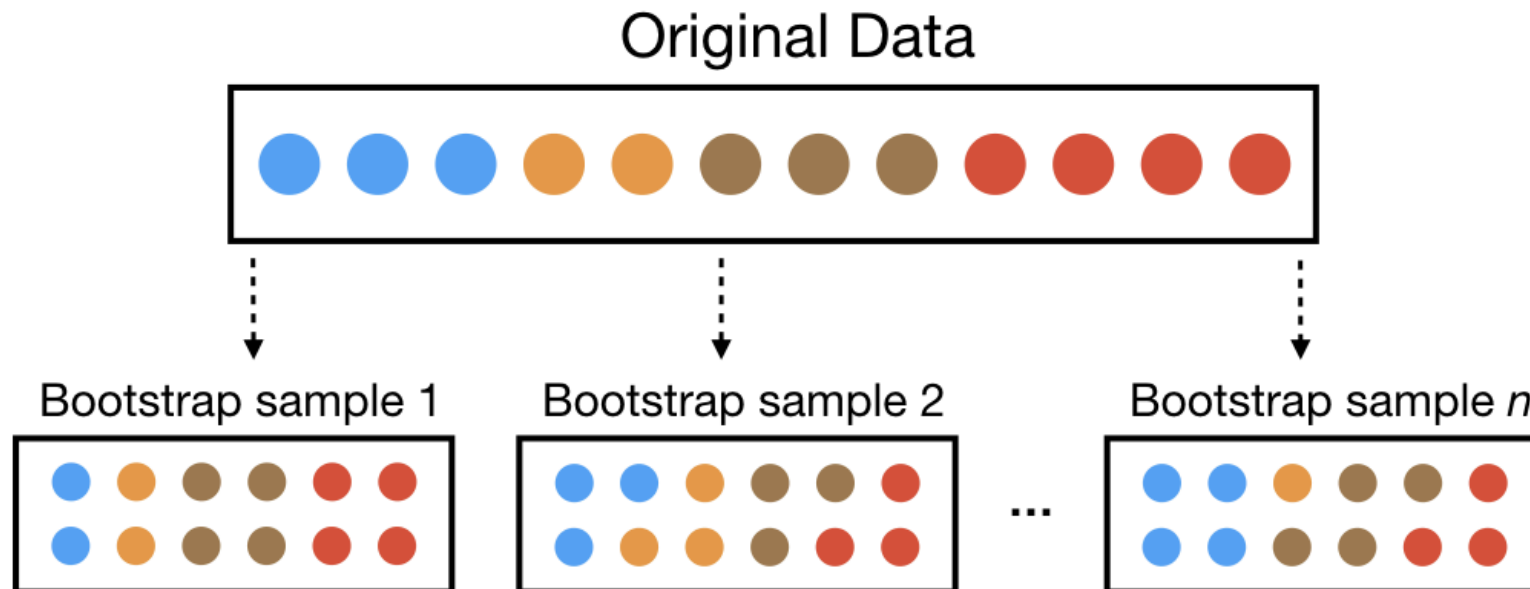 Original Data
Bootstrap sample 1
Bootstrap sample 2
Bootstrap sample n
...